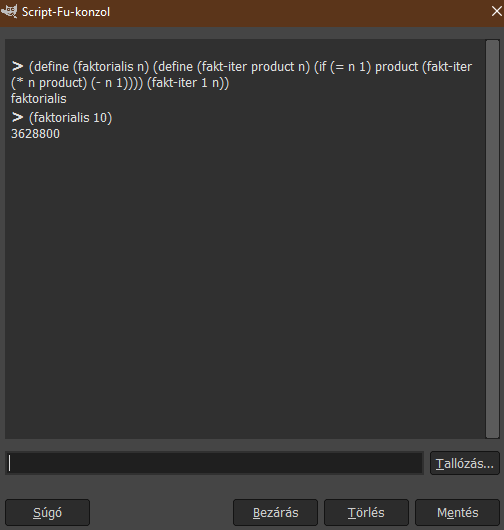 Script-Fu-konzol
> (define (faktorialis n) (define (fakt-iter product n) (if (= n 1) product (fakt-iter
(* n product) (- n 1)))) (fakt-iter 1 n))
faktorialis
> (faktorialis 10)
3628800
Tallózás...
Súgó
Bezárás
Törlés
Mentés